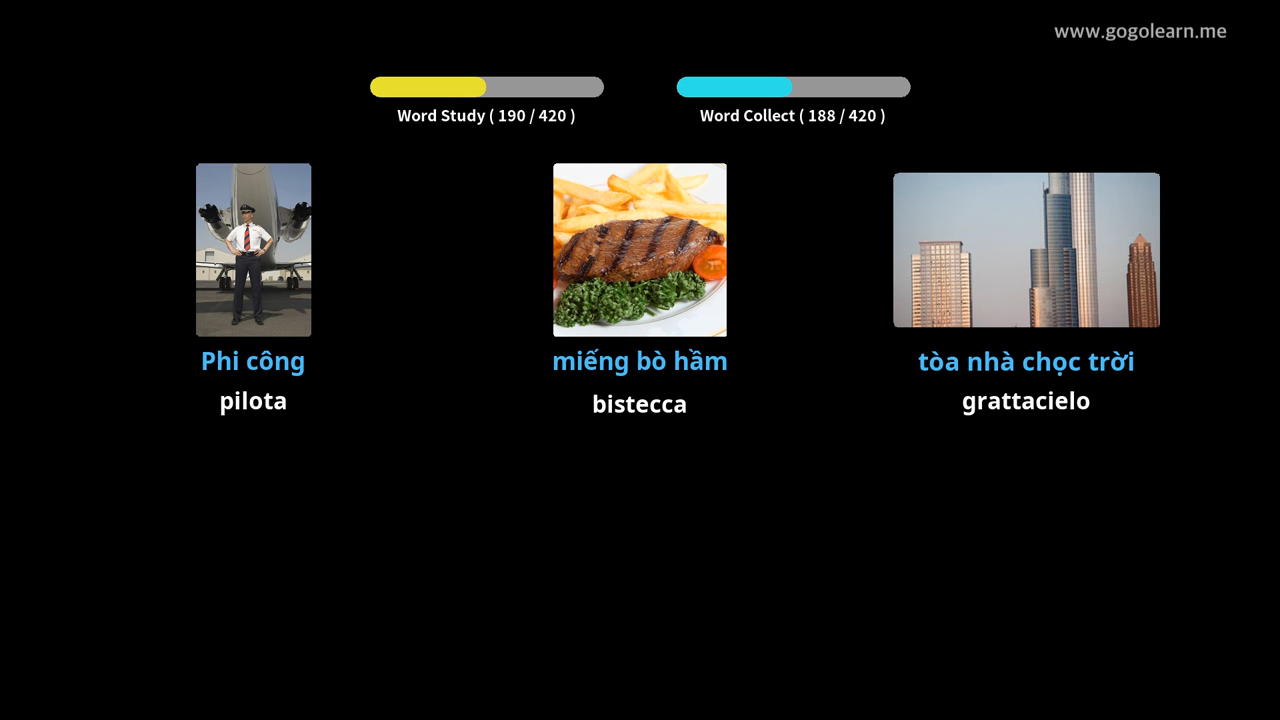 www.gogolearn.me
Word Study ( 190 / 420 )
Word Collect ( 188 / 420 )
Phi công
miếng bò hầm
tòa nhà chọc trời
pilota
bistecca
grattacielo